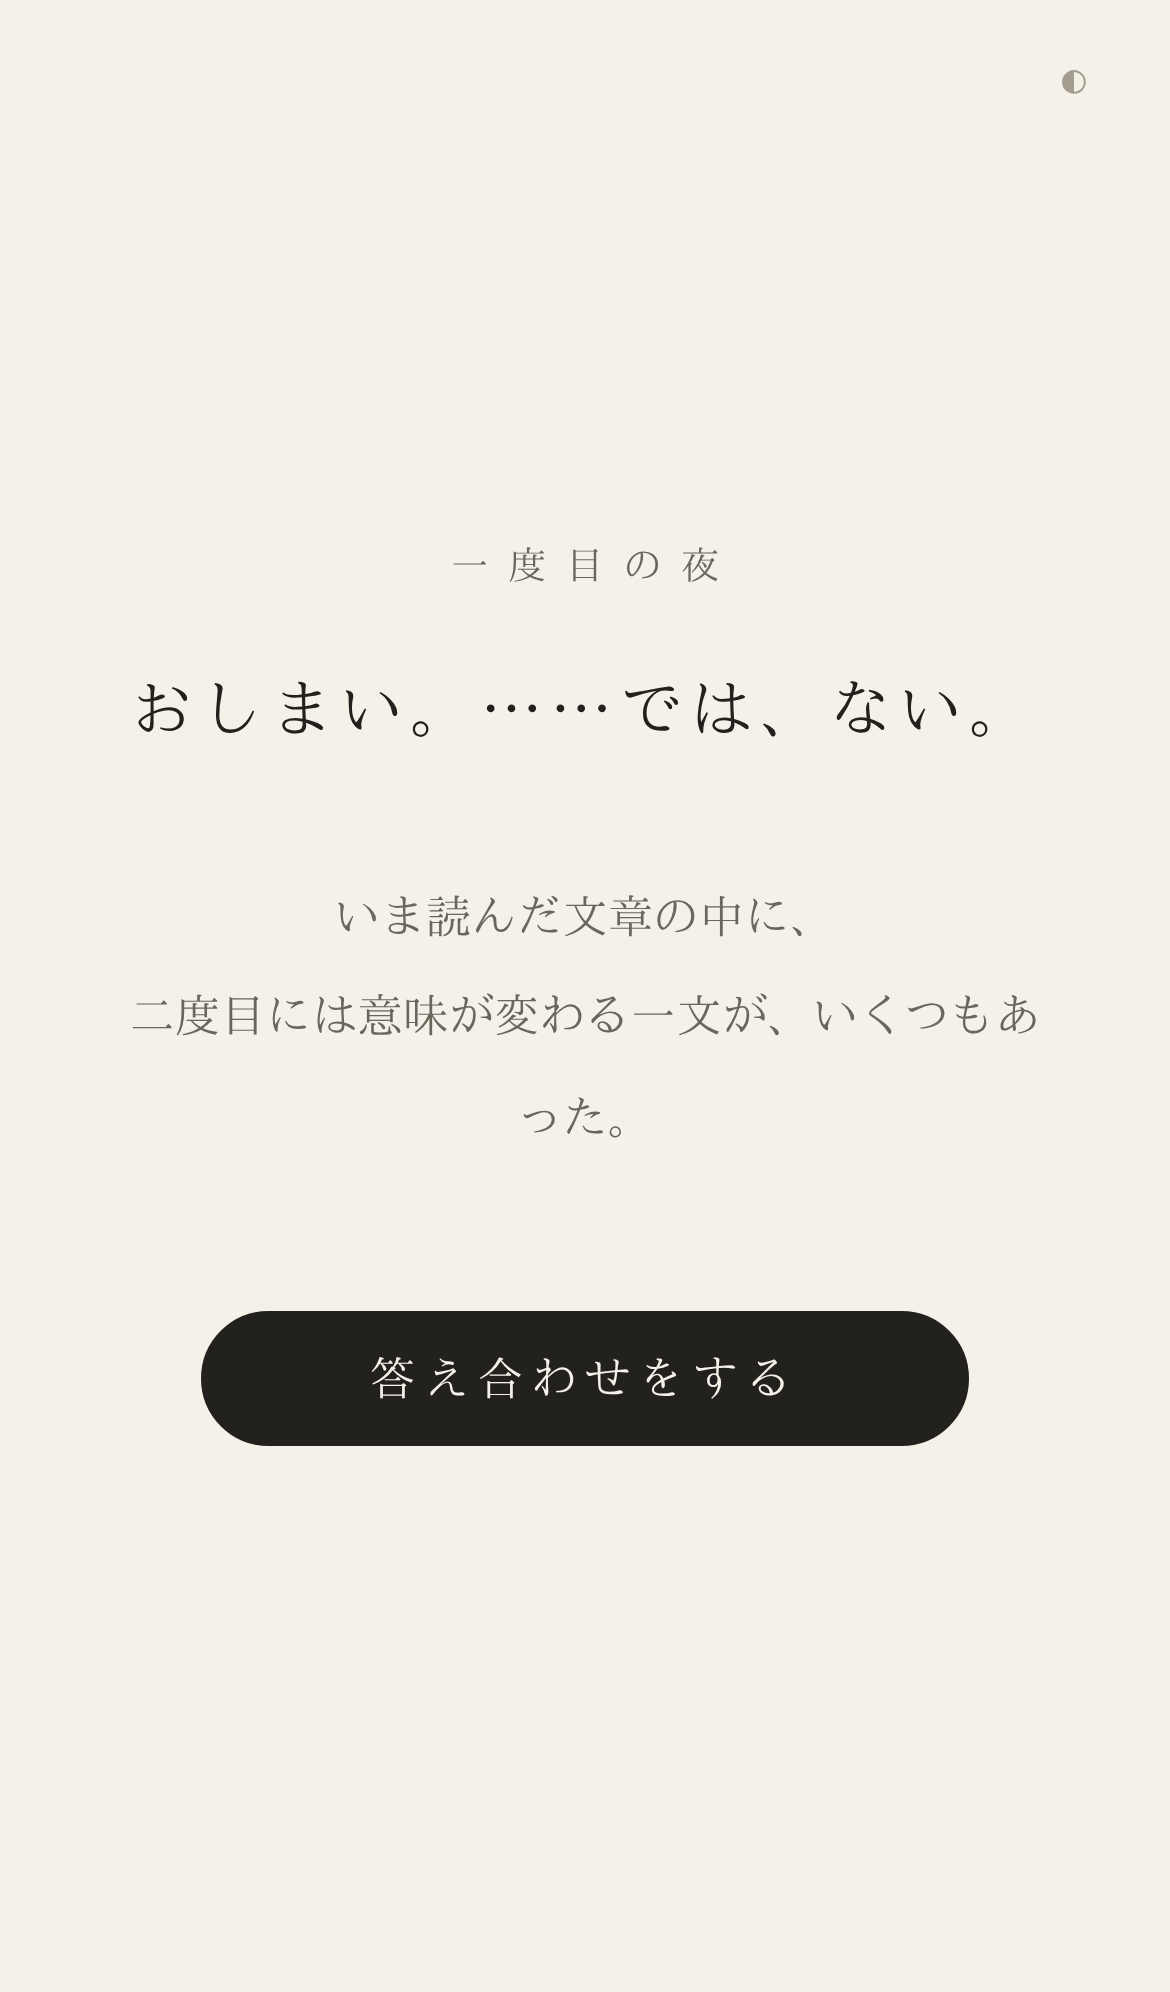 一度目の夜
おしまい。……では、ない。
いま読んだ文章の中に、
二度目には意味が変わる一文が、いくつもあ
った。
答え合わせをする